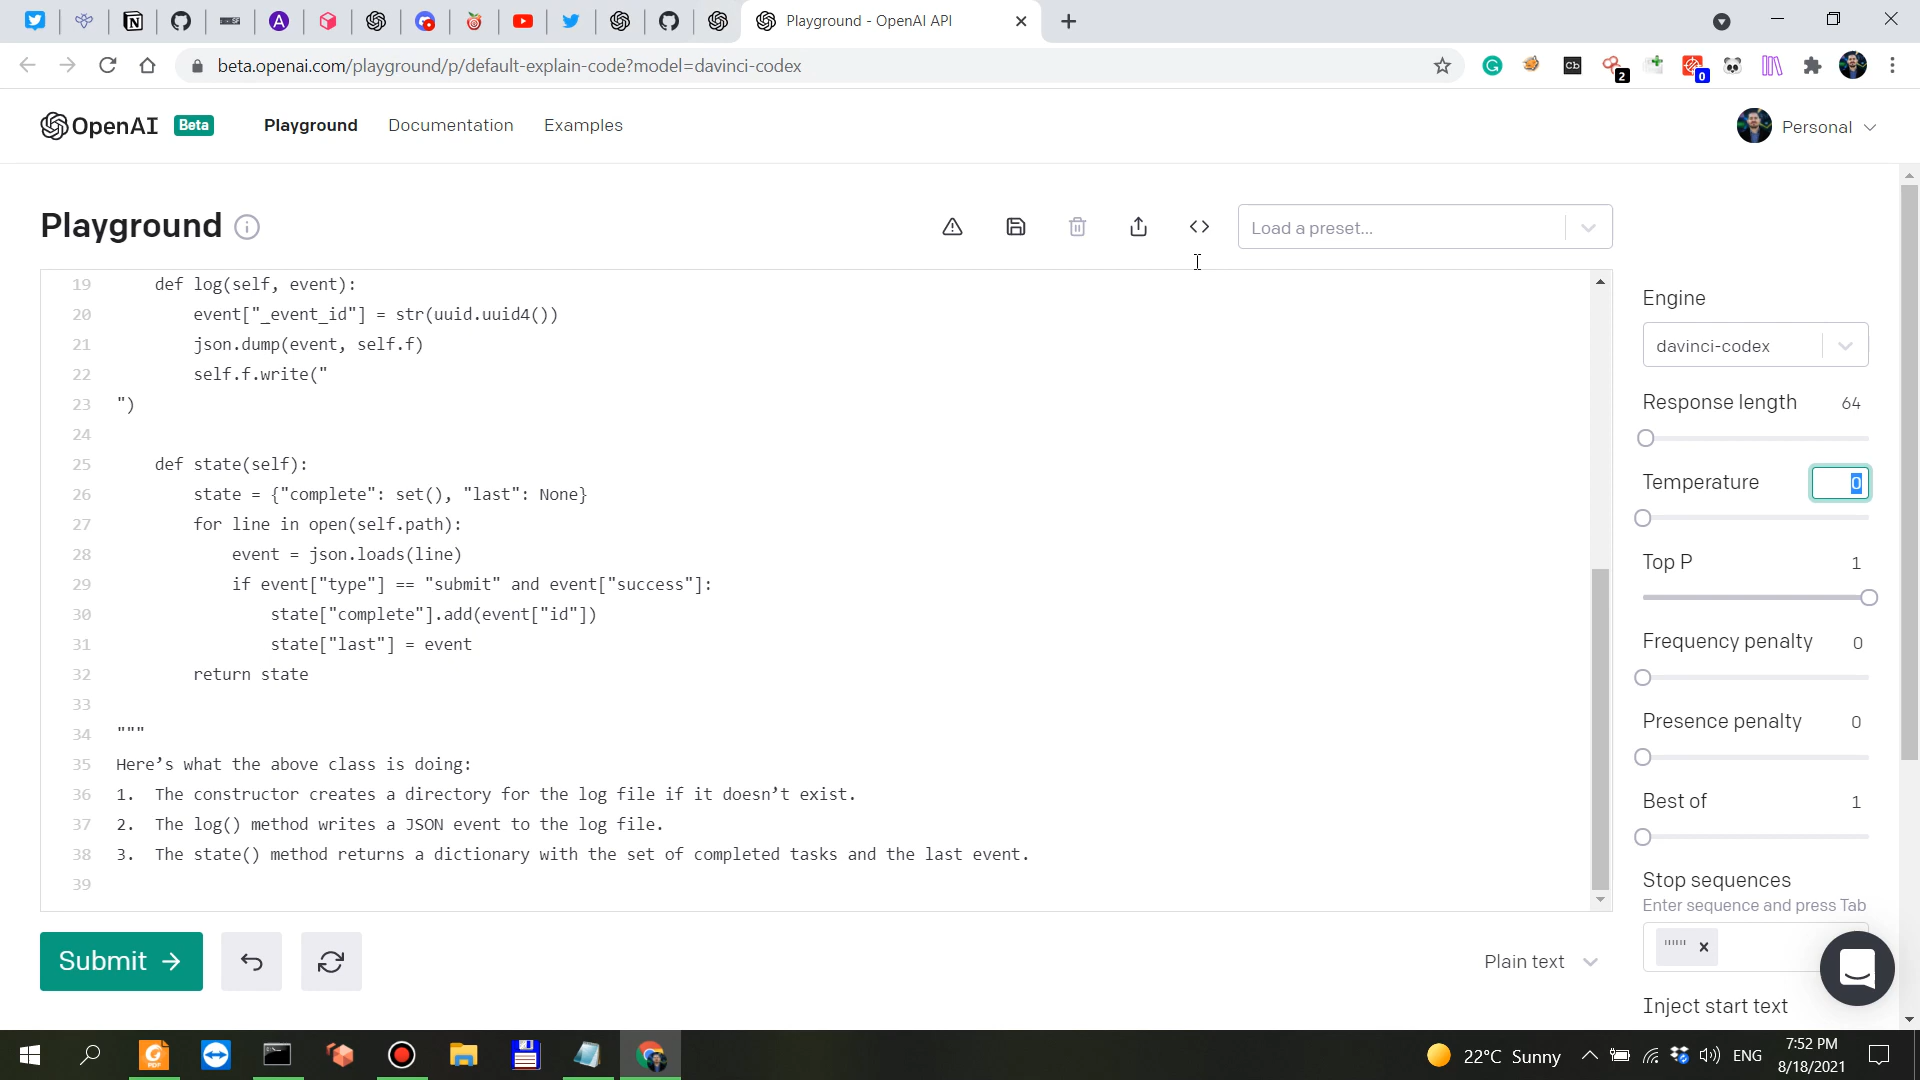 Playground - OpenAI API
beta.openai.com/playground/p/default-explain-code?model=davinci-codex
2
0
OpenAI Beta Playground Documentation Examples Personal
Playground
Load a preset...
19 def log(self, event):
20 event["_event_id"] = str(uuid.uuid4())
21 json.dump(event, self.f)
22 self.f.write("
23 ")
24
25 def state(self):
26 state = {"complete": set(), "last": None}
27 for line in open(self.path):
28 event = json.loads(line)
29 if event["type"] == "submit" and event["success"]:
30 state["complete"].add(event["id"])
31 state["last"] = event
32 return state
33
34 """
35 Here’s what the above class is doing:
36 1. The constructor creates a directory for the log file if it doesn’t exist.
37 2. The log() method writes a JSON event to the log file.
38 3. The state() method returns a dictionary with the set of completed tasks and the last event.
39
Engine
davinci-codex
Response length 64
Temperature 0
Top P 1
Frequency penalty 0
Presence penalty 0
Best of 1
Stop sequences
Enter sequence and press Tab
""" ×
Inject start text
Submit
Plain text
22°C Sunny
ENG
7:52 PM
8/18/2021